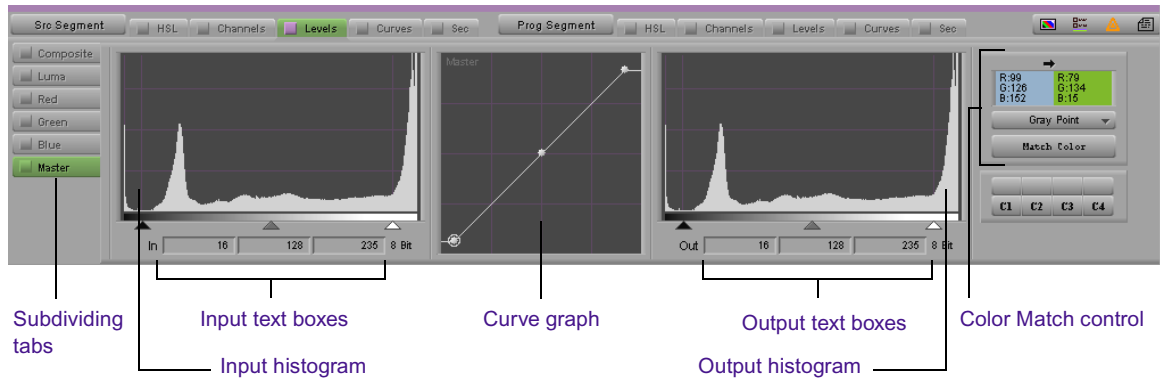 Src Segment HSL Channels Levels Curves Sec Prog Segment HSL Channels Levels Curves Sec
Composite
Luma
Red
Green
Blue
Master
Master
In 16 128 235 8 Bit
Out 16 128 235 8 Bit
R:99 R:79
G:126 G:134
B:152 B:15
Gray Point
Match Color
C1 C2 C3 C4
Subdividing
tabs
Input text boxes
Curve graph
Output text boxes
Color Match control
Input histogram
Output histogram